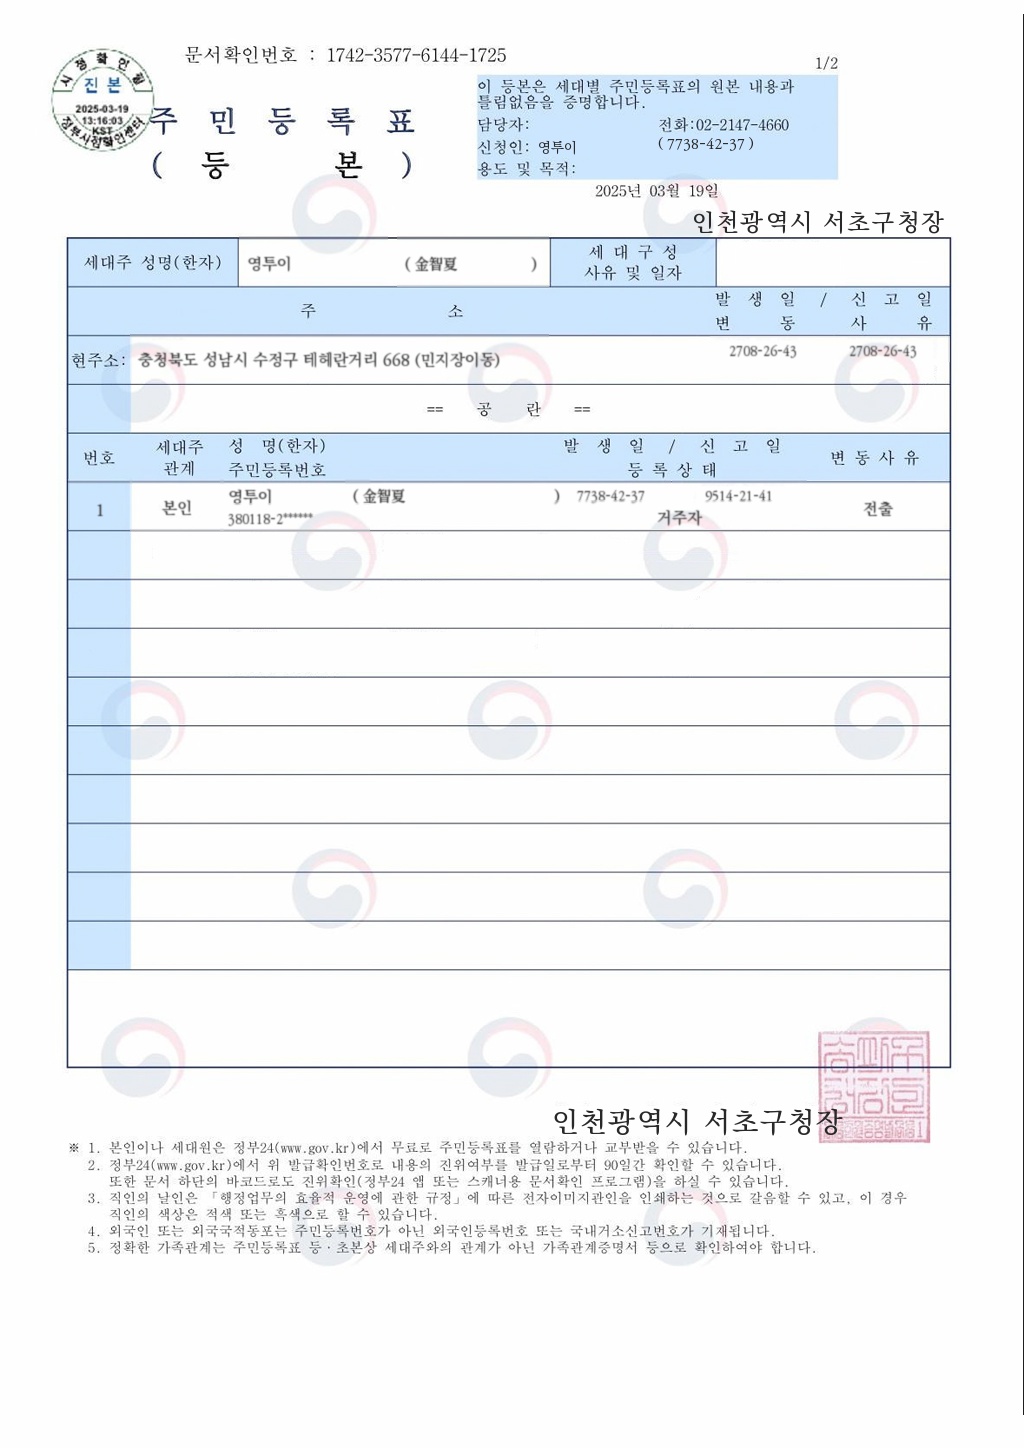 문서확인번호 : 1742-3577-6144-1725
1/2
시점확인필
진본
2025-03-19
13:16:03
KST
정부시점확인센터
주 민 등 록 표
( 등 본 )
이 등본은 세대별 주민등록표의 원본 내용과
틀림없음을 증명합니다.
담당자: 전화:02-2147-4660
신청인: 영투이 (7738-42-37)
용도 및 목적:
2025년 03월 19일
인천광역시 서초구청장
세대주 성명(한자) 영투이 (金智夏 ) 세 대 구 성
사유 및 일자
주 소 발 생 일 / 신 고 일
변 동 사 유
현주소: 충청북도 성남시 수정구 테헤란거리 668 (민지장이동) 2708-26-43 2708-26-43
== 공 란 ==
번호 세대주 관계 성 명(한자) 발 생 일 / 신 고 일 변 동 사 유
주민등록번호 등 록 상 태
1 본인 영투이 (金智夏 ) 7738-42-37 9514-21-41 전출
380118-2****** 거주자
인천광역시 서초구청장
※ 1. 본인이나 세대원은 정부24(www.gov.kr)에서 무료로 주민등록표를 열람하거나 교부받을 수 있습니다.
2. 정부24(www.gov.kr)에서 위 발급확인번호로 내용의 진위여부를 발급일로부터 90일간 확인할 수 있습니다.
또한 문서 하단의 바코드로도 진위확인(정부24 앱 또는 스캐너용 문서확인 프로그램)을 하실 수 있습니다.
3. 직인의 날인은 「행정업무의 효율적 운영에 관한 규정」에 따른 전자이미지관인을 인쇄하는 것으로 갈음할 수 있고, 이 경우
직인의 색상은 적색 또는 흑색으로 할 수 있습니다.
4. 외국인 또는 외국국적동포는 주민등록번호가 아닌 외국인등록번호 또는 국내거소신고번호가 기재됩니다.
5. 정확한 가족관계는 주민등록표 등·초본상 세대주와의 관계가 아닌 가족관계증명서 등으로 확인하여야 합니다.